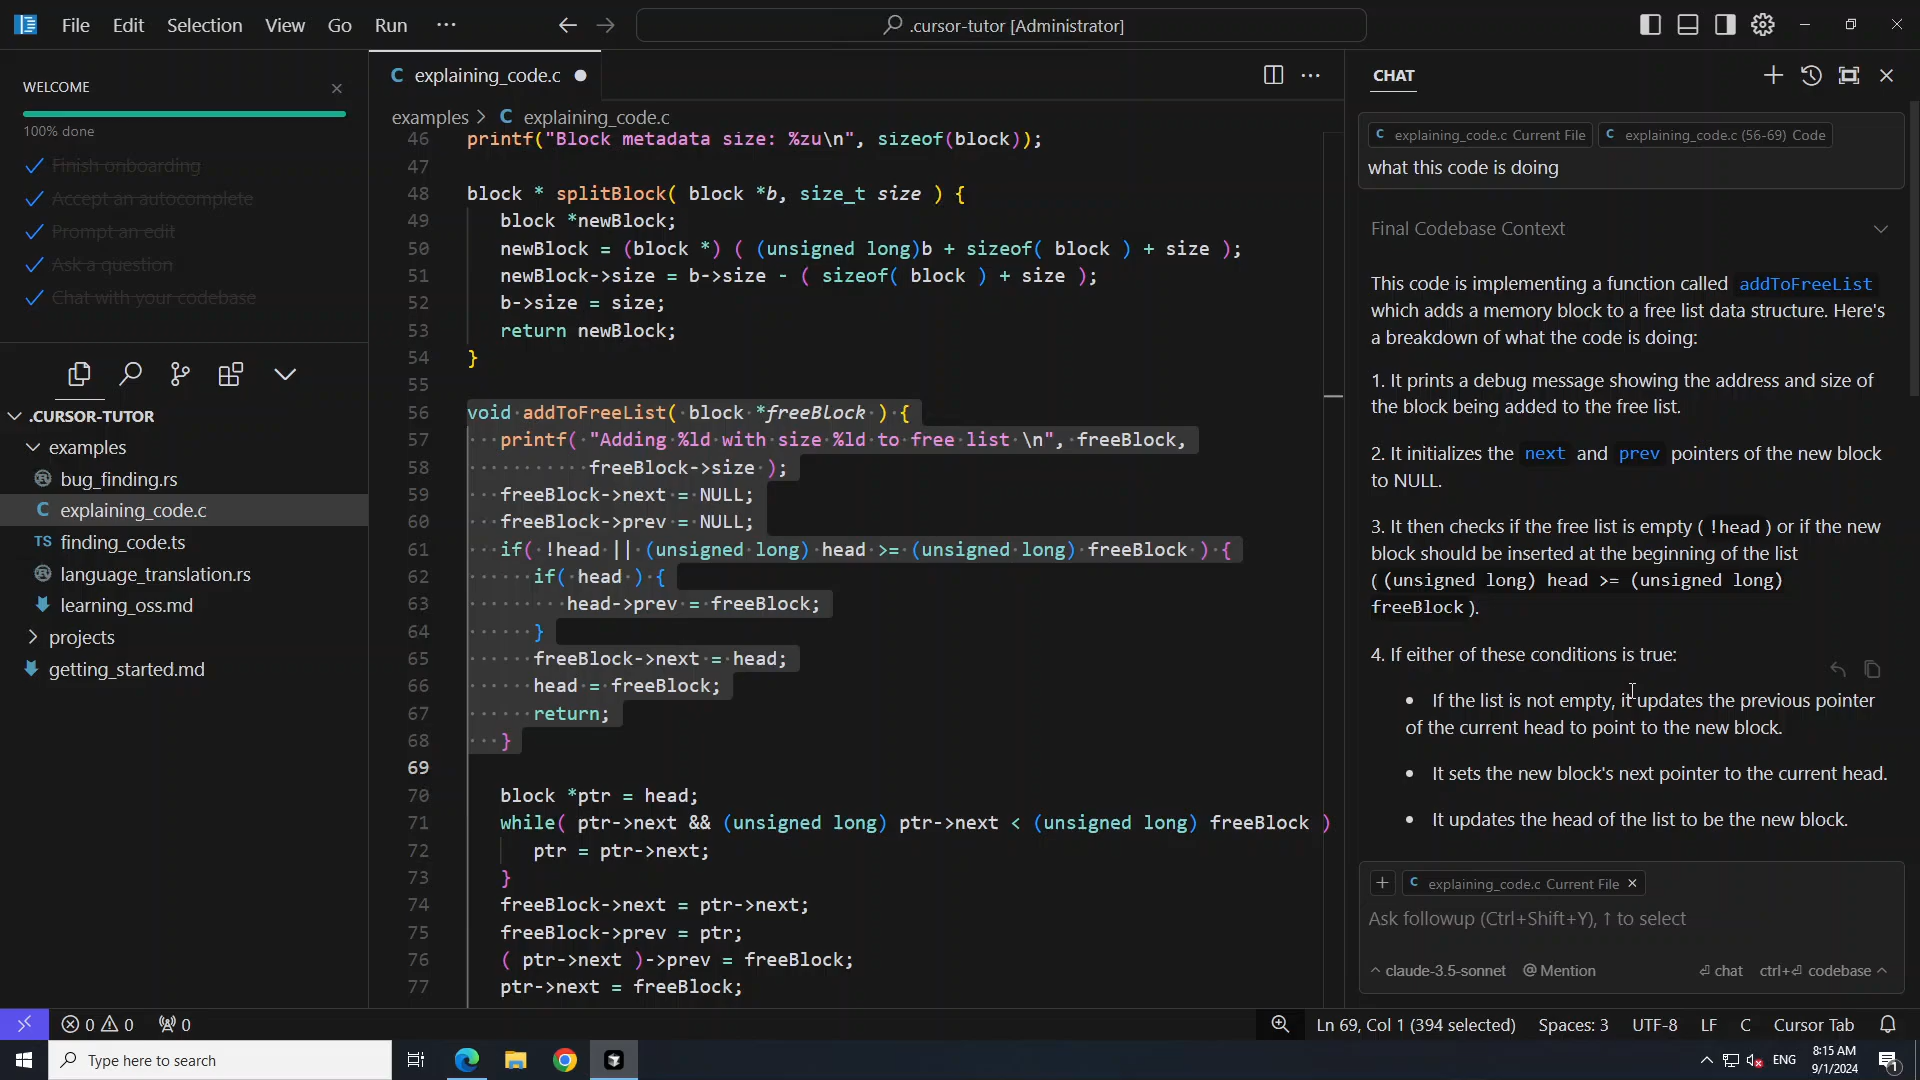 File Edit Selection View Go Run ···
.cursor-tutor [Administrator]
WELCOME
100% done
Finish onboarding
Accept an autocomplete
Prompt an edit
Ask a question
Chat with your codebase
.CURSOR-TUTOR
examples
bug_finding.rs
C explaining_code.c
TS finding_code.ts
language_translation.rs
learning_oss.md
projects
getting_started.md
C explaining_code.c
examples > C explaining_code.c
46 printf("Block metadata size: %zu\n", sizeof(block));
47
48 block * splitBlock( block *b, size_t size ) {
49 block *newBlock;
50 newBlock = (block *) ( (unsigned long)b + sizeof( block ) + size );
51 newBlock->size = b->size - ( sizeof( block ) + size );
52 b->size = size;
53 return newBlock;
54 }
55
56 void addToFreeList( block *freeBlock ) {
57 printf( "Adding %ld with size %ld to free list \n", freeBlock,
58 freeBlock->size );
59 freeBlock->next = NULL;
60 freeBlock->prev = NULL;
61 if( !head || (unsigned long) head >= (unsigned long) freeBlock ) {
62 if( head ) {
63 head->prev = freeBlock;
64 }
65 freeBlock->next = head;
66 head = freeBlock;
67 return;
68 }
69
70 block *ptr = head;
71 while( ptr->next && (unsigned long) ptr->next < (unsigned long) freeBlock )
72 ptr = ptr->next;
73 }
74 freeBlock->next = ptr->next;
75 freeBlock->prev = ptr;
76 ( ptr->next )->prev = freeBlock;
77 ptr->next = freeBlock;
CHAT
C explaining_code.c Current File C explaining_code.c (56-69) Code
what this code is doing
Final Codebase Context
This code is implementing a function called addToFreeList
which adds a memory block to a free list data structure. Here's
a breakdown of what the code is doing:
1. It prints a debug message showing the address and size of
the block being added to the free list.
2. It initializes the next and prev pointers of the new block
to NULL.
3. It then checks if the free list is empty ( !head ) or if the new
block should be inserted at the beginning of the list
( (unsigned long) head >= (unsigned long)
freeBlock ).
4. If either of these conditions is true:
• If the list is not empty, it updates the previous pointer
of the current head to point to the new block.
• It sets the new block's next pointer to the current head.
• It updates the head of the list to be the new block.
+ C explaining_code.c Current File ×
Ask followup (Ctrl+Shift+Y), ↑ to select
^ claude-3.5-sonnet @ Mention ⏎ chat ctrl+⏎ codebase ^
0 0 0 Ln 69, Col 1 (394 selected) Spaces: 3 UTF-8 LF C Cursor Tab
Type here to search
ENG
8:15 AM
9/1/2024
1